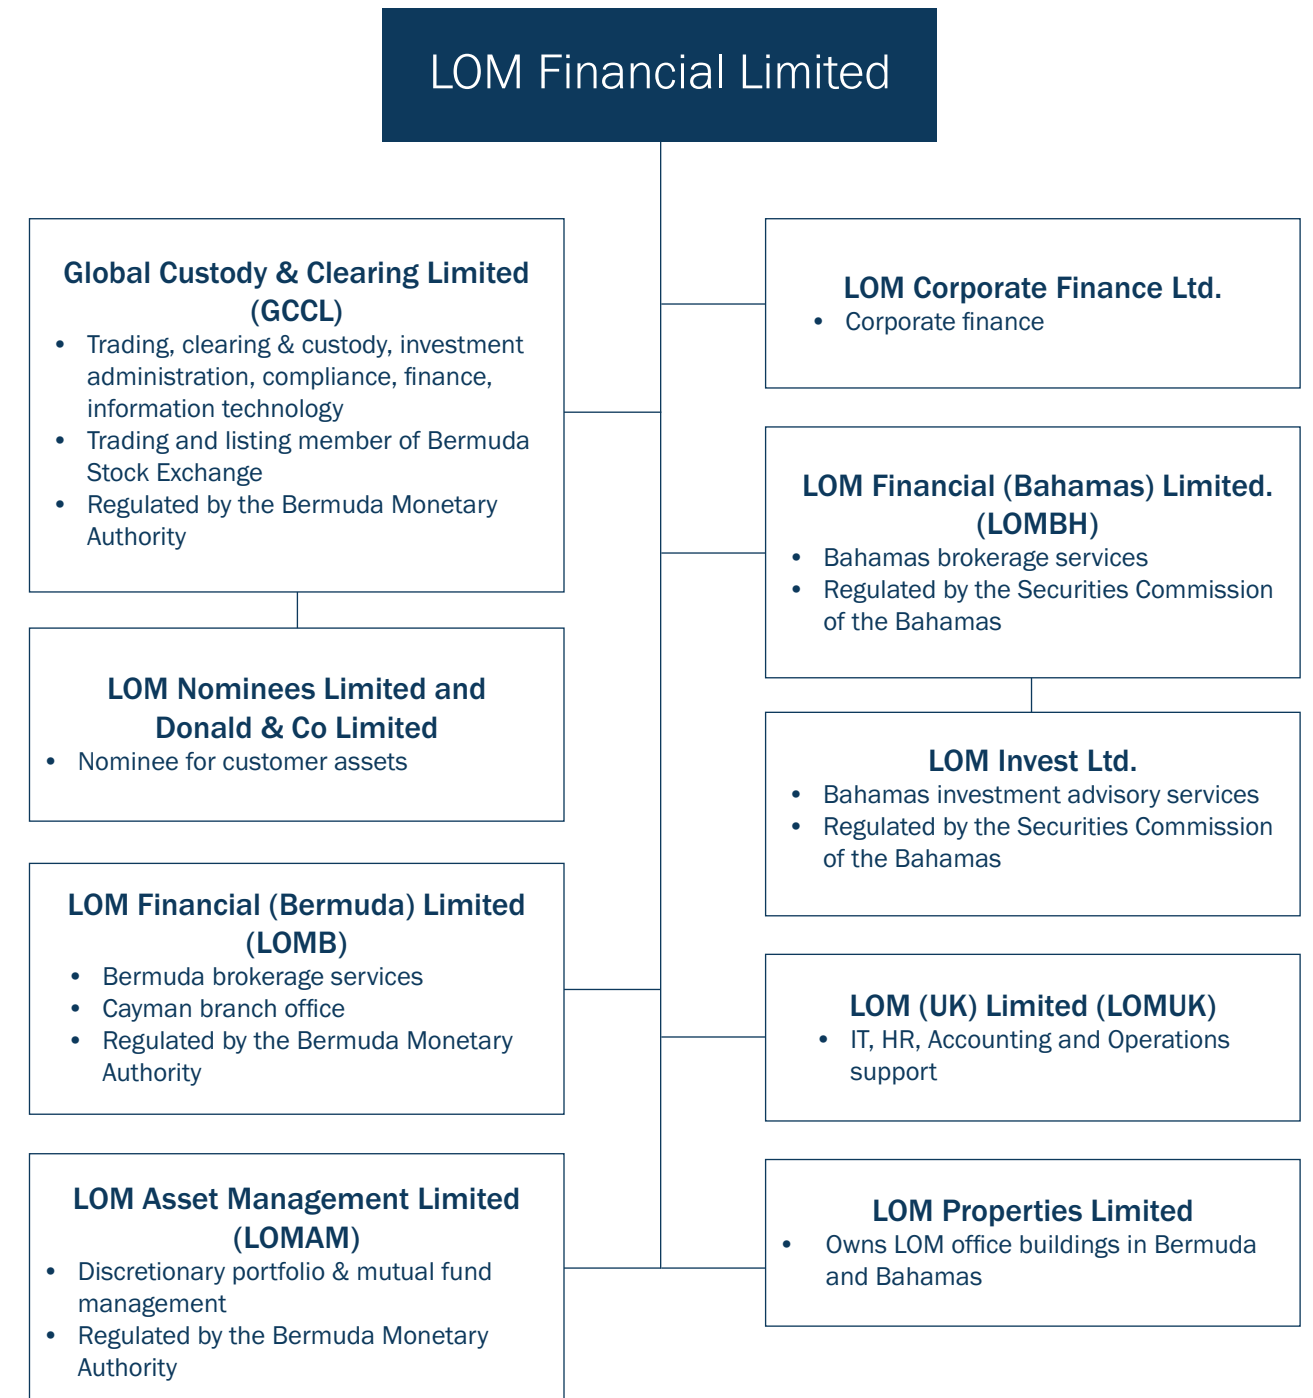 LOM Financial Limited
Global Custody & Clearing Limited
(GCCL)
• Trading, clearing & custody, investment
administration, compliance, finance,
information technology
• Trading and listing member of Bermuda
Stock Exchange
• Regulated by the Bermuda Monetary
Authority
LOM Nominees Limited and
Donald & Co Limited
• Nominee for customer assets
LOM Financial (Bermuda) Limited
(LOMB)
• Bermuda brokerage services
• Cayman branch office
• Regulated by the Bermuda Monetary
Authority
LOM Asset Management Limited
(LOMAM)
• Discretionary portfolio & mutual fund
management
• Regulated by the Bermuda Monetary
Authority
LOM Corporate Finance Ltd.
• Corporate finance
LOM Financial (Bahamas) Limited.
(LOMBH)
• Bahamas brokerage services
• Regulated by the Securities Commission
of the Bahamas
LOM Invest Ltd.
• Bahamas investment advisory services
• Regulated by the Securities Commission
of the Bahamas
LOM (UK) Limited (LOMUK)
• IT, HR, Accounting and Operations
support
LOM Properties Limited
• Owns LOM office buildings in Bermuda
and Bahamas